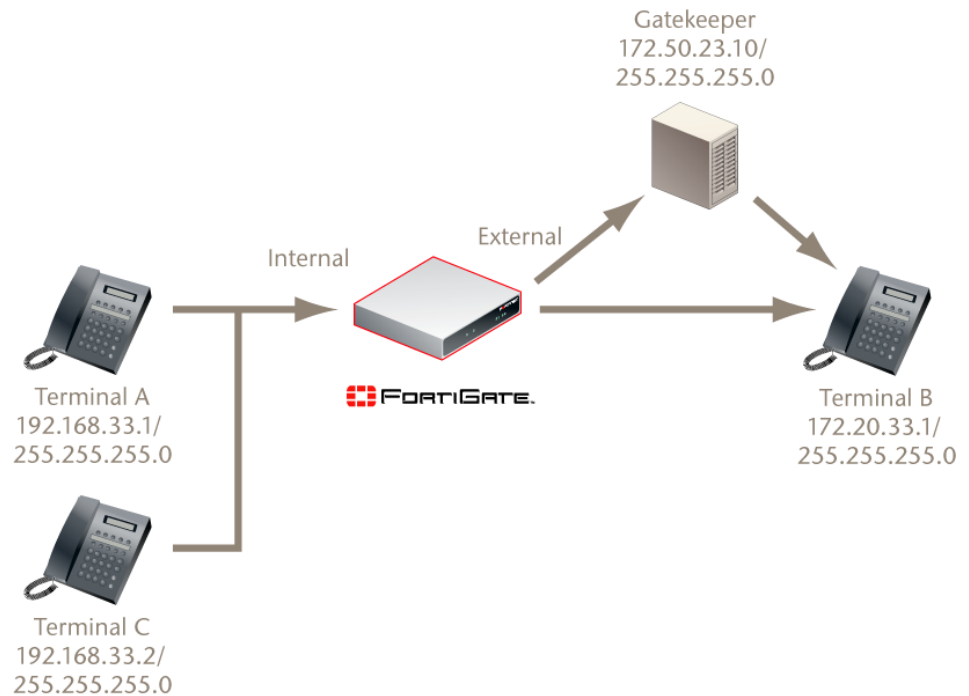 Gatekeeper
172.50.23.10/
255.255.255.0
External
Internal
Terminal A
192.168.33.1/
255.255.255.0
FORTIGATE.
Terminal B
172.20.33.1/
255.255.255.0
Terminal C
192.168.33.2/
255.255.255.0